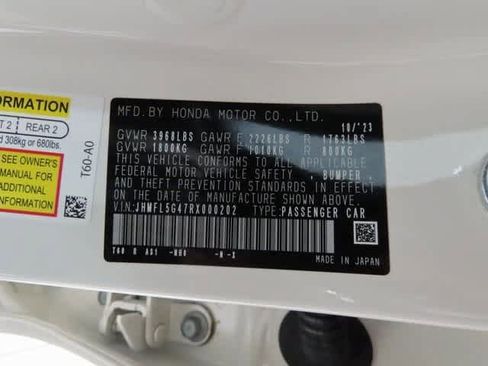 FORMATION
T 2 REAR 2
d 308kg or 680lbs.
SEE OWNER'S
MANUAL FOR
ADDITIONAL
FORMATION
T60-A0
MFD.BY HONDA MOTOR CO.,LTD.
10/'23
GVWR 3968LBS GAWR F 2226LBS R 1763LBS
GVWR 1800KG GAWR F 1010KG R 800KG
THIS VEHICLE CONFORMS TO ALL APPLICABLE
FEDERAL MOTOR VEHICLE SAFETY, BUMPER,
AND THEFT PREVENTION STANDARDS IN EFFECT
ON THE DATE OF MANUFACTURE SHOWN ABOVE.
VIN:JHMFL5G47RX000202 TYPE:PASSENGER CAR
T60
MADE IN JAPAN